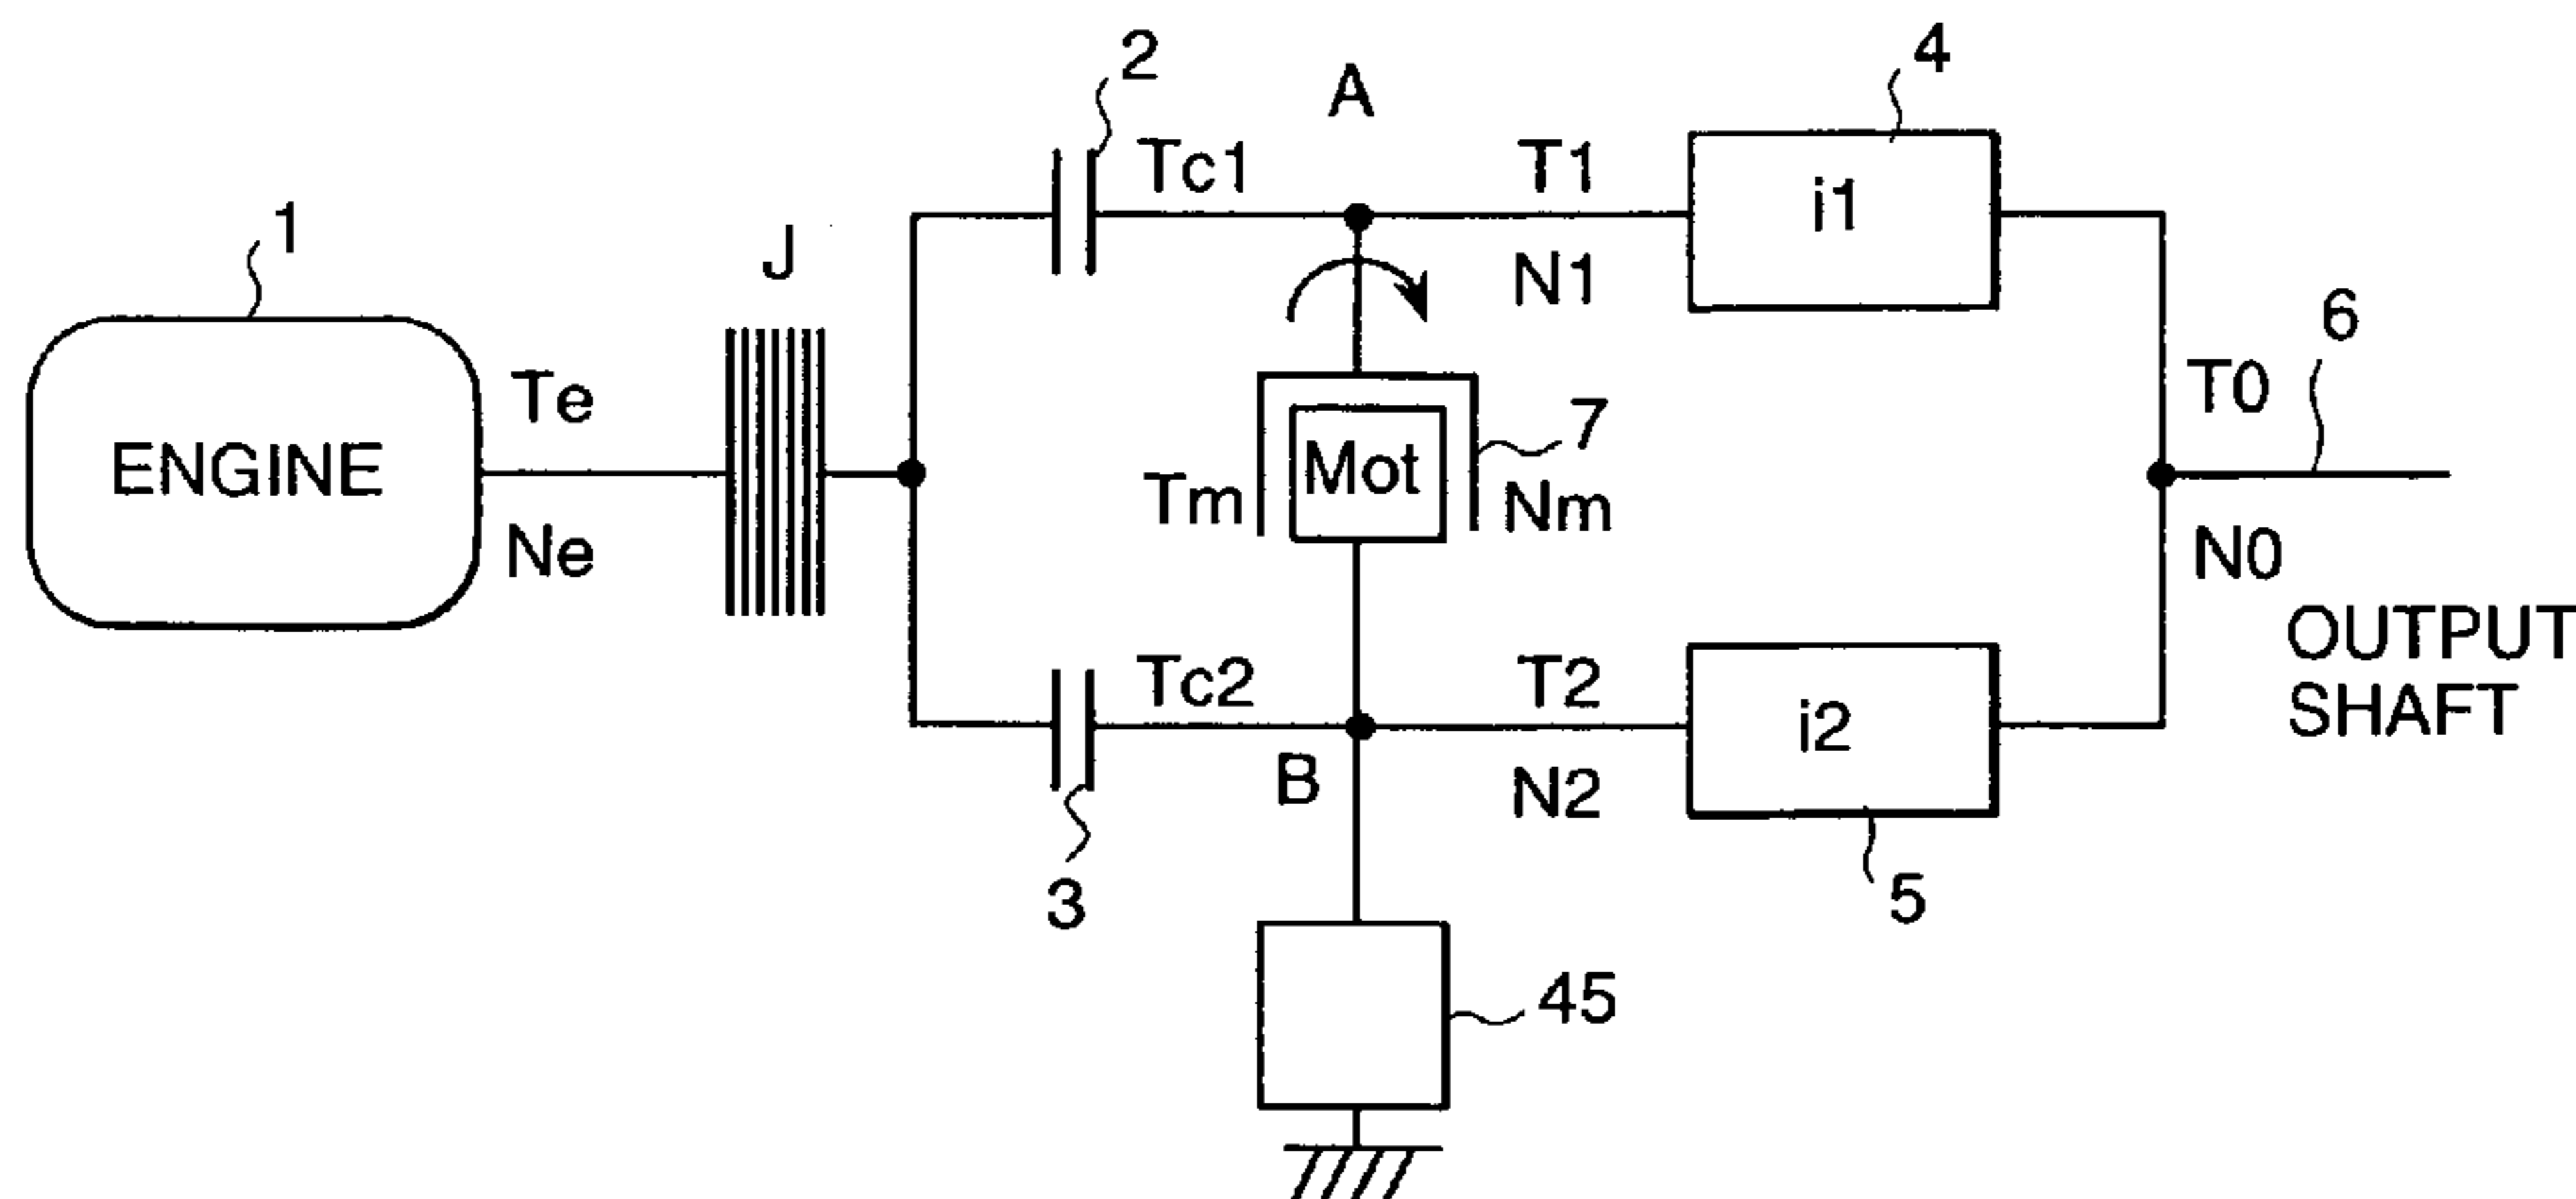 2
A
4
Tc1
T1
i1
1
J
N1
6
Te
T0
ENGINE
7
Mot
Tm
Nm
Ne
N0
OUTPUT
SHAFT
Tc2
T2
i2
B
N2
3
5
45